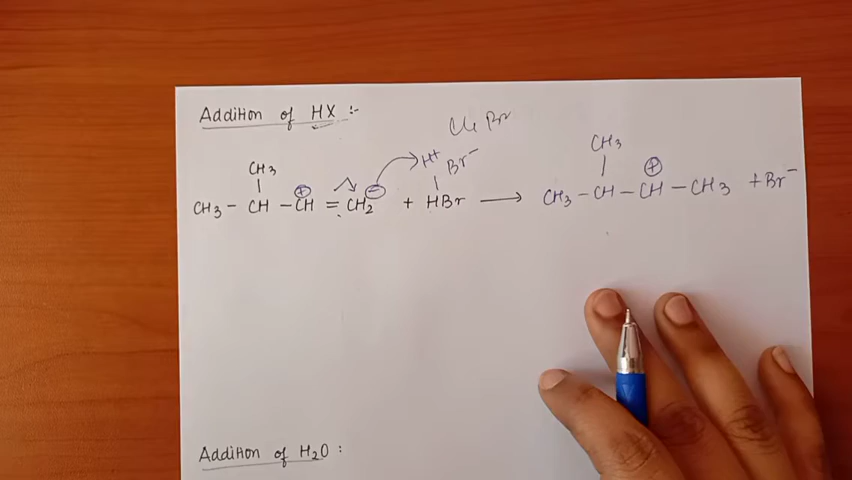 Addition of HX :-
Cl, Br
CH3
H+
Br-
CH3
CH3 - CH - CH = CH2 + HBr ⟶ CH3 - CH - CH - CH3 + Br-
⊕ ⊖ ⊕
Addition of H2O :